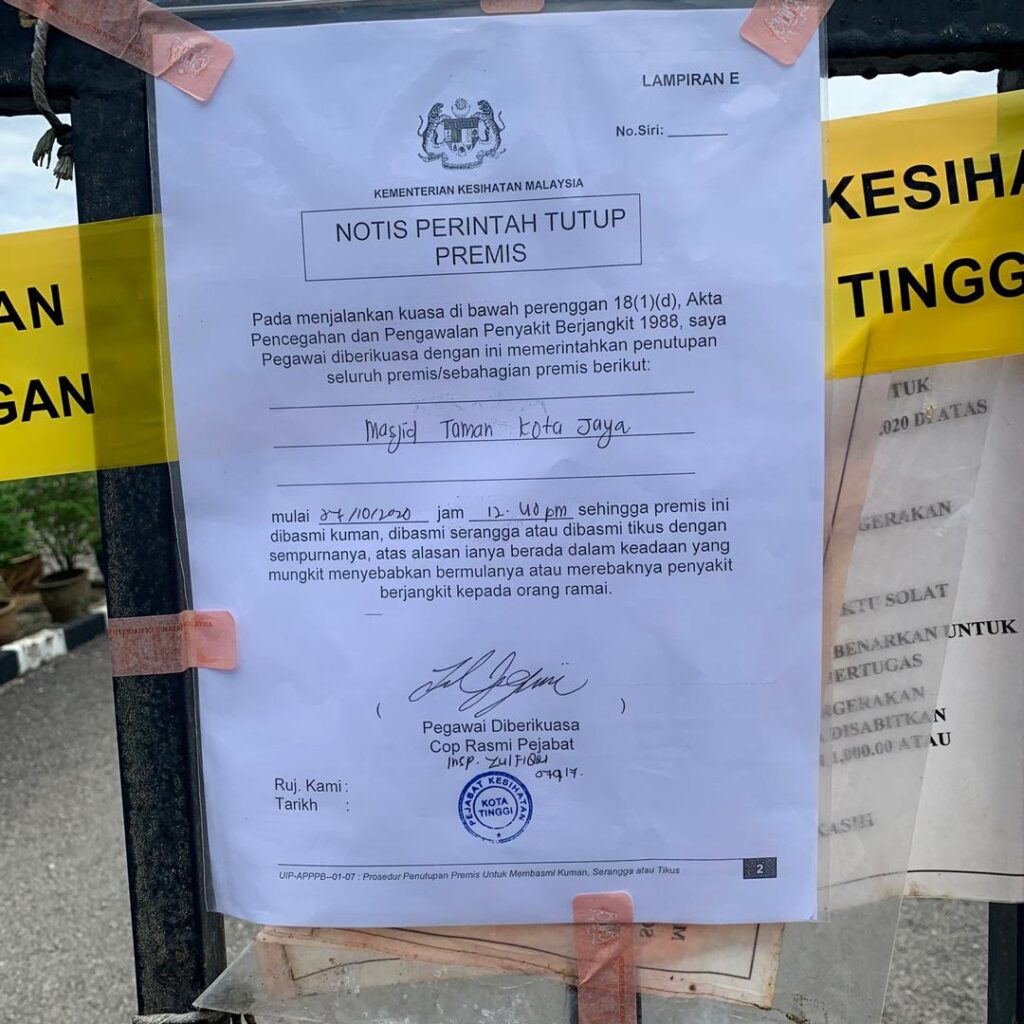 LAMPIRAN E
No.Siri:
KEMENTERIAN KESIHATAN MALAYSIA
NOTIS PERINTAH TUTUP
PREMIS
Pada menjalankan kuasa di bawah perenggan 18(1)(d), Akta
Pencegahan dan Pengawalan Penyakit Berjangkit 1988, saya
Pegawai diberikuasa dengan ini memerintahkan penutupan
seluruh premis/sebahagian premis berikut:
Masjid Taman Kota Jaya
mulai 27/10/2020 jam 12.40pm sehingga premis ini
dibasmi kuman, dibasmi serangga atau dibasmi tikus dengan
sempurnanya, atas alasan ianya berada dalam keadaan yang
mungkit menyebabkan bermulanya atau merebaknya penyakit
berjangkit kepada orang ramai.
( )
Pegawai Diberikuasa
Cop Rasmi Pejabat
Insp. Zulfiqri
Ruj. Kami :
Tarikh :
PEJABAT KESIHATAN
KOTA
TINGGI
UIP-APPPB--01-07 : Prosedur Penutupan Premis Untuk Membasmi Kuman, Serangga atau Tikus
2
AN
GAN
KESIHA
TINGG
TUK
.020 DI ATAS
GERAKAN
KTU SOLAT
BENARKAN UNTUK
ERTUGAS
GERAKAN
DISABITKAN
1,000.00 ATAU
KASIH